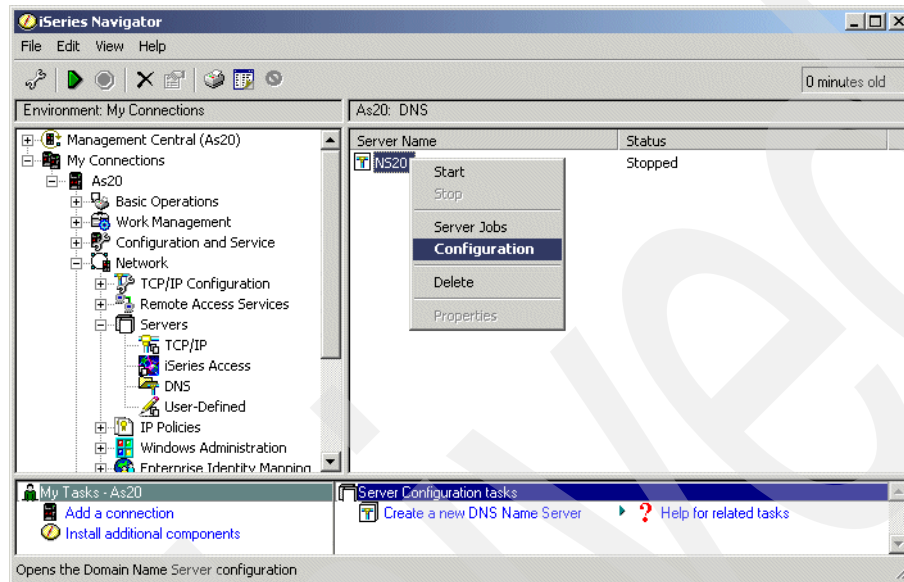 iSeries Navigator
File Edit View Help
0 minutes old
Environment: My Connections
As20: DNS
Management Central (As20)
My Connections
As20
Basic Operations
Work Management
Configuration and Service
Network
TCP/IP Configuration
Remote Access Services
Servers
TCP/IP
iSeries Access
DNS
User-Defined
IP Policies
Windows Administration
Enterprise Identity Mapping
Server Name Status
NS20 Stopped
Start
Stop
Server Jobs
Configuration
Delete
Properties
My Tasks - As20
Add a connection
Install additional components
Server Configuration tasks
Create a new DNS Name Server
Help for related tasks
Opens the Domain Name Server configuration